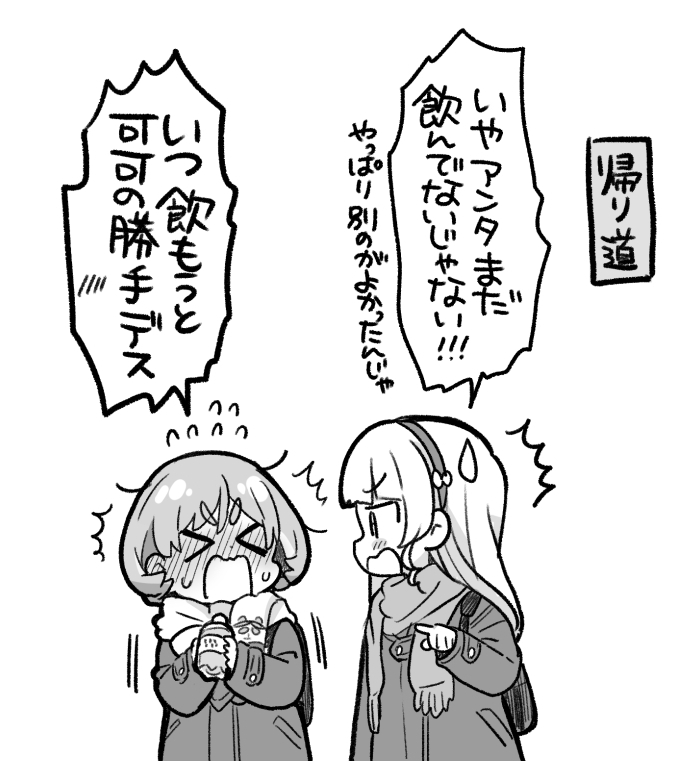 帰り道
いやアンタまだ
飲んでないじゃない!!!
やっぱり別のがよかったんじゃ
いつ飲もうと
可可の勝手デス